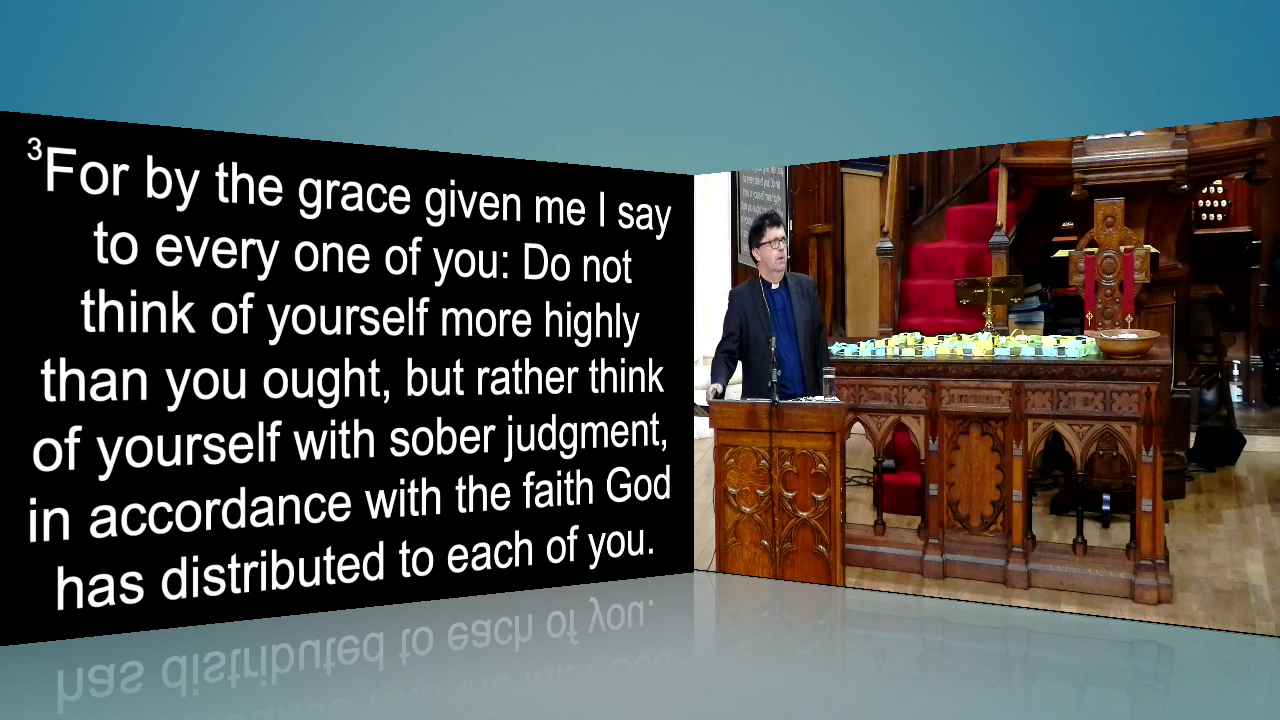 ³For by the grace given me I say
to every one of you: Do not
think of yourself more highly
than you ought, but rather think
of yourself with sober judgment,
in accordance with the faith God
has distributed to each of you.